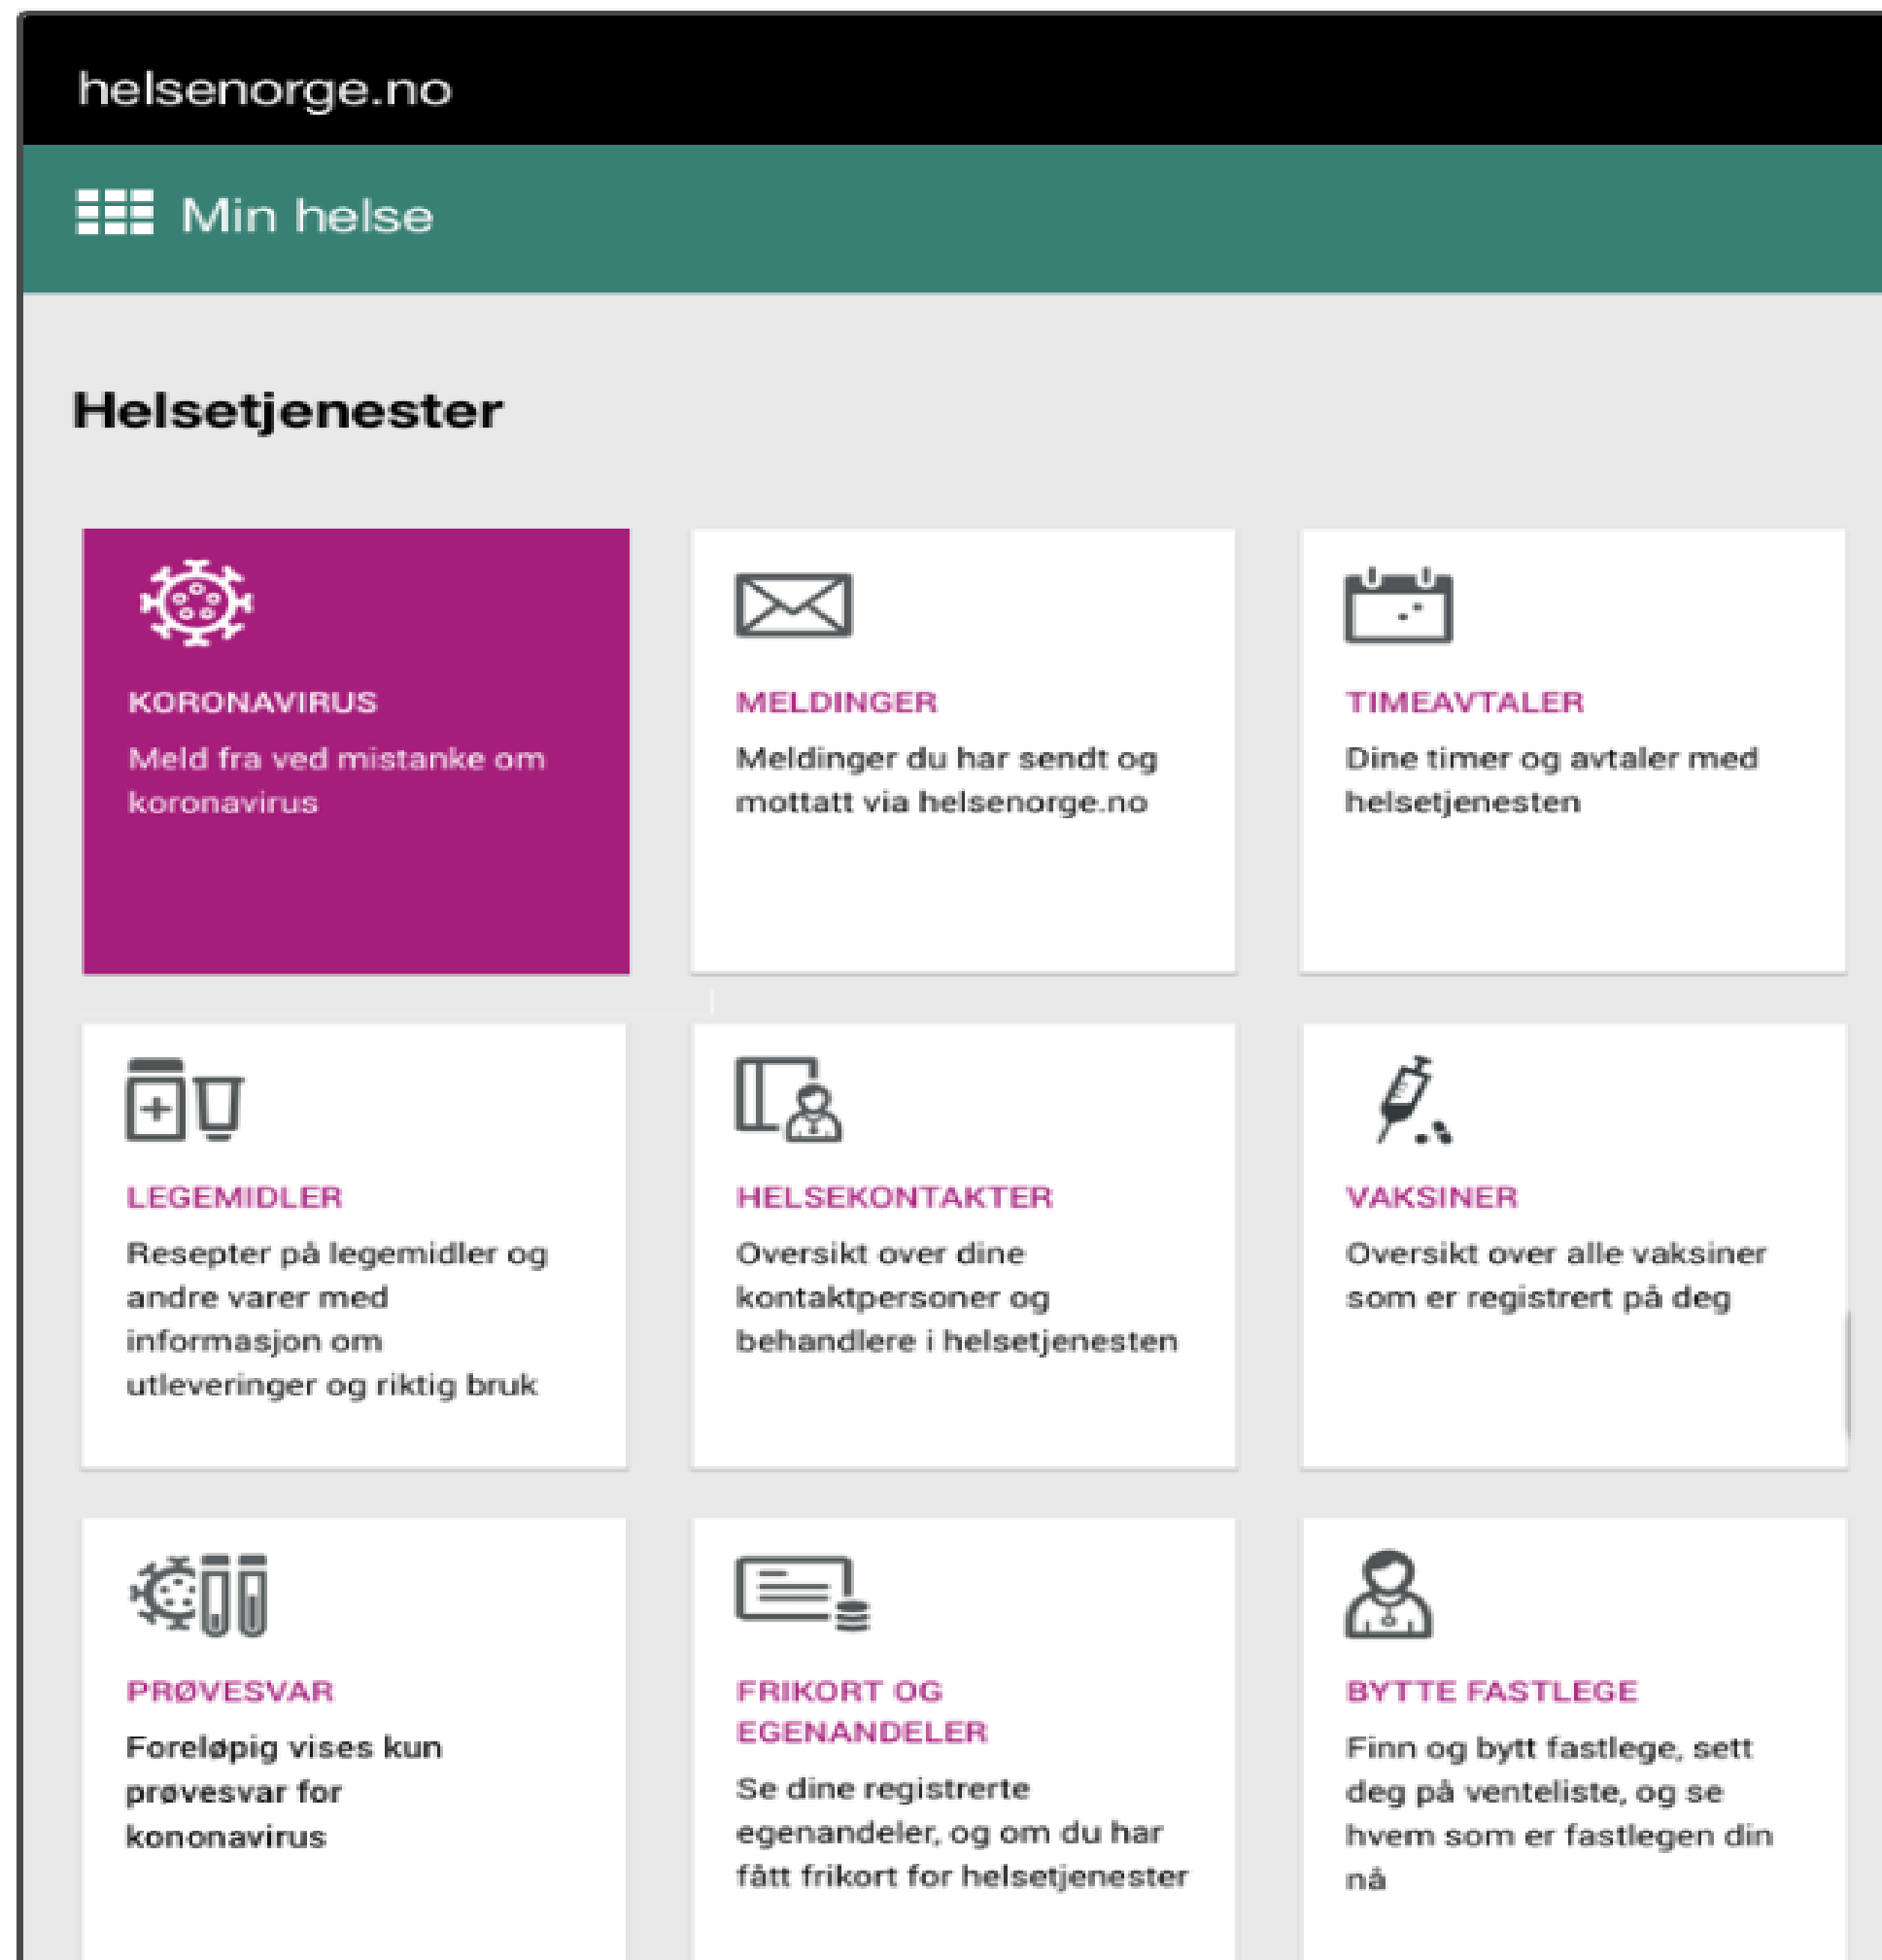 helsenorge.no
Min helse
Helsetjenester
KORONAVIRUS
Meld fra ved mistanke om
koronavirus
MELDINGER
Meldinger du har sendt og
mottatt via helsenorge.no
TIMEAVTALER
Dine timer og avtaler med
helsetjenesten
LEGEMIDLER
Resepter på legemidler og
andre varer med
informasjon om
utleveringer og riktig bruk
HELSEKONTAKTER
Oversikt over dine
kontaktpersoner og
behandlere i helsetjenesten
VAKSINER
Oversikt over alle vaksiner
som er registrert på deg
PRØVESVAR
Foreløpig vises kun
prøvesvar for
kononavirus
FRIKORT OG
EGENANDELER
Se dine registrerte
egenandeler, og om du har
fått frikort for helsetjenester
BYTTE FASTLEGE
Finn og bytt fastlege, sett
deg på venteliste, og se
hvem som er fastlegen din
nå